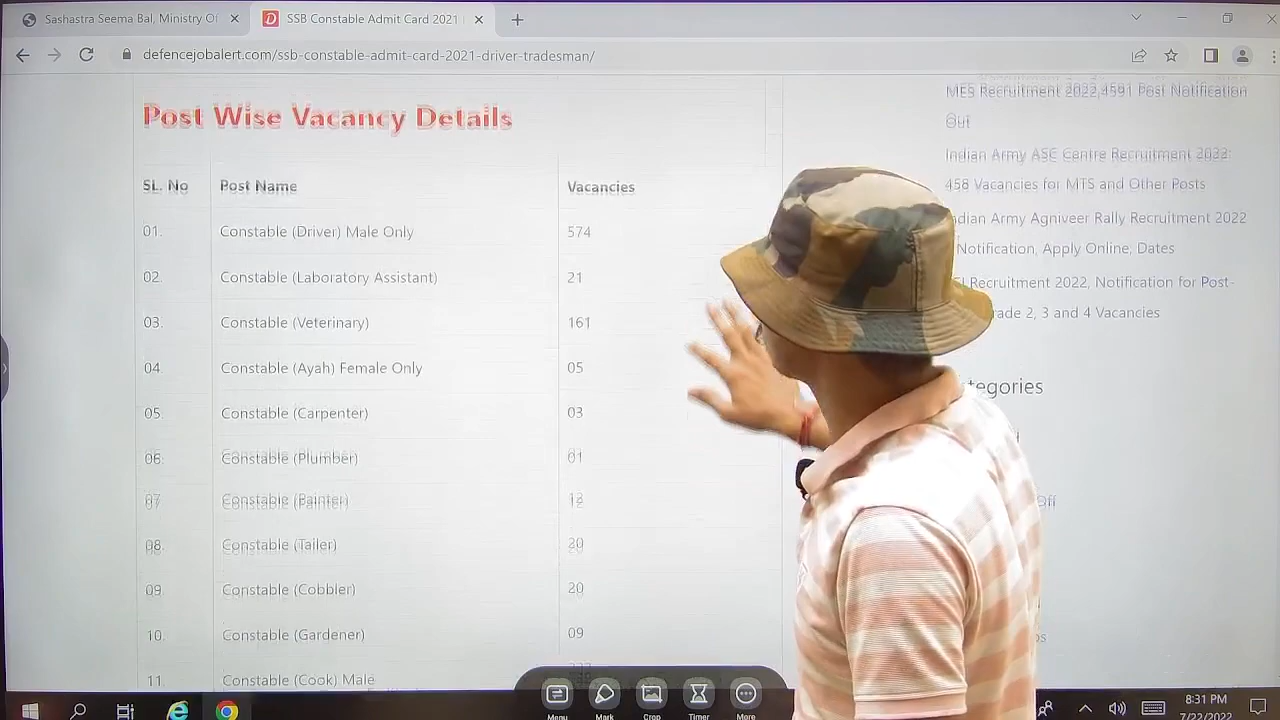 Sashastra Seema Bal, Ministry Of
SSB Constable Admit Card 2021
defencejobalert.com/ssb-constable-admit-card-2021-driver-tradesman/
Post Wise Vacancy Details
SL. No Post Name Vacancies
01. Constable (Driver) Male Only 574
02. Constable (Laboratory Assistant) 21
03. Constable (Veterinary) 161
04. Constable (Ayah) Female Only 05
05. Constable (Carpenter) 03
06. Constable (Plumber) 01
07 Constable (Painter) 12
08. Constable (Tailer) 20
09. Constable (Cobbler) 20
10. Constable (Gardener) 09
11. Constable (Cook) Male
MES Recruitment 2022,4591 Post Notification
Out
Indian Army ASC Centre Recruitment 2022:
458 Vacancies for MTS and Other Posts
ndian Army Agniveer Rally Recruitment 2022
Notification, Apply Online, Dates
Recruitment 2022, Notification for Post-
rade 2, 3 and 4 Vacancies
tegories
Menu Mark Crop Timer More
8:31 PM
7/22/2022